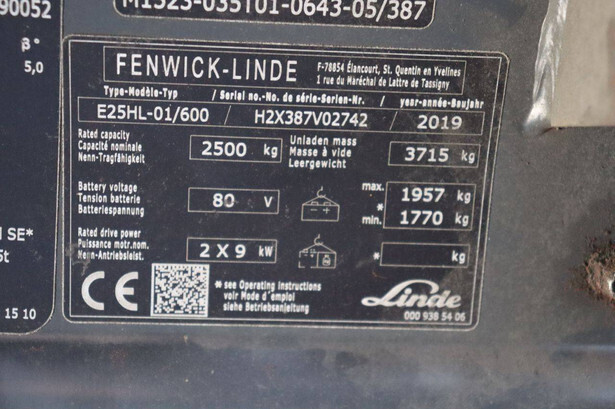 90052
M1523-035T01-0643-05/387
β°
5,0
FENWICK-LINDE
F-78854 Élancourt, St. Quentin en Yvelines
1 rue du Maréchal de Lattre de Tassigny
Type-Modèle-Typ / Serial no.-No. de série-Serien-Nr. / year-année-Baujahr
E25HL-01/600 / H2X387V02742 / 2019
Rated capacity
Capacité nominale
Nenn-Tragfähigkeit
2500 kg
Unladen mass
Masse à vide
Leergewicht
3715 kg
Battery voltage
Tension batterie
Batteriespannung
80 V
- +
max. 1957 kg
*
min. 1770 kg
Rated drive power
Puissance motr.nom.
Nenn-Antriebsleist.
2 X 9 kW
* kg
SE*
5t
CE
* see Operating Instructions
voir Mode d'emploi
siehe Betriebsanleitung
Linde
000 938 54 06
15 10